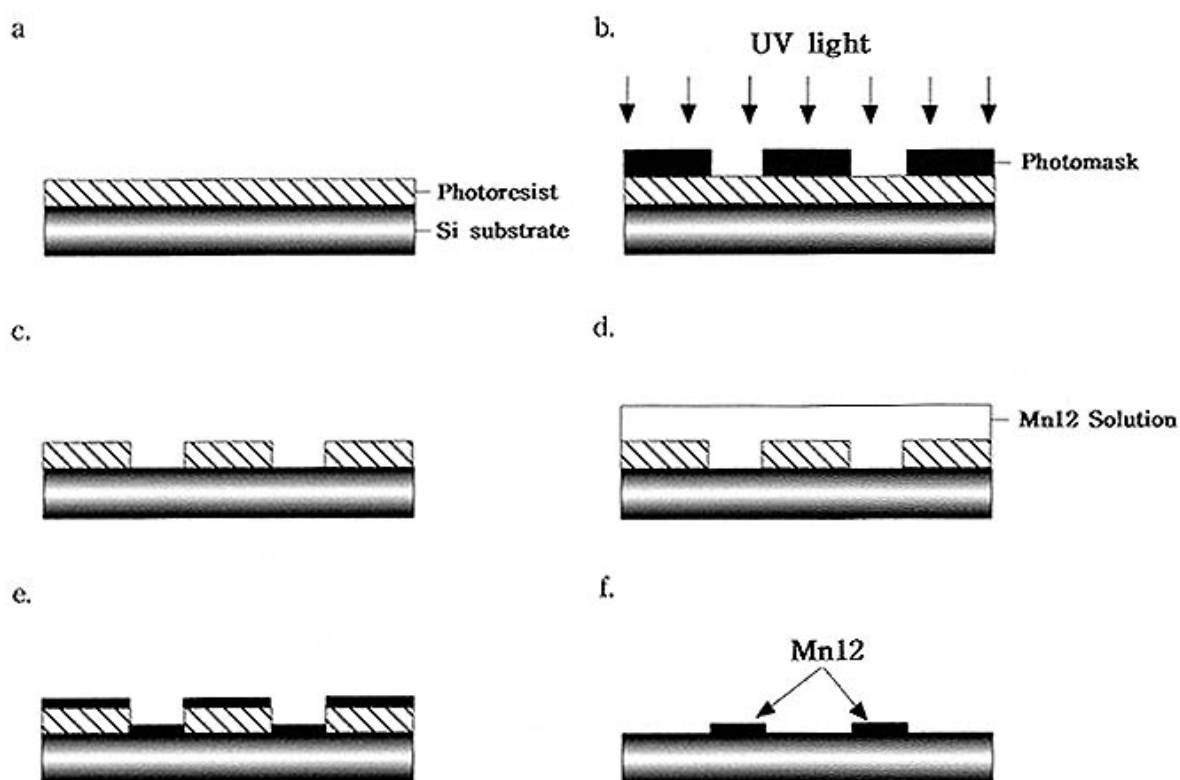 a
b.
UV light
Photomask
Photoresist
Si substrate
c.
d.
Mn12 Solution
e.
f.
Mn12